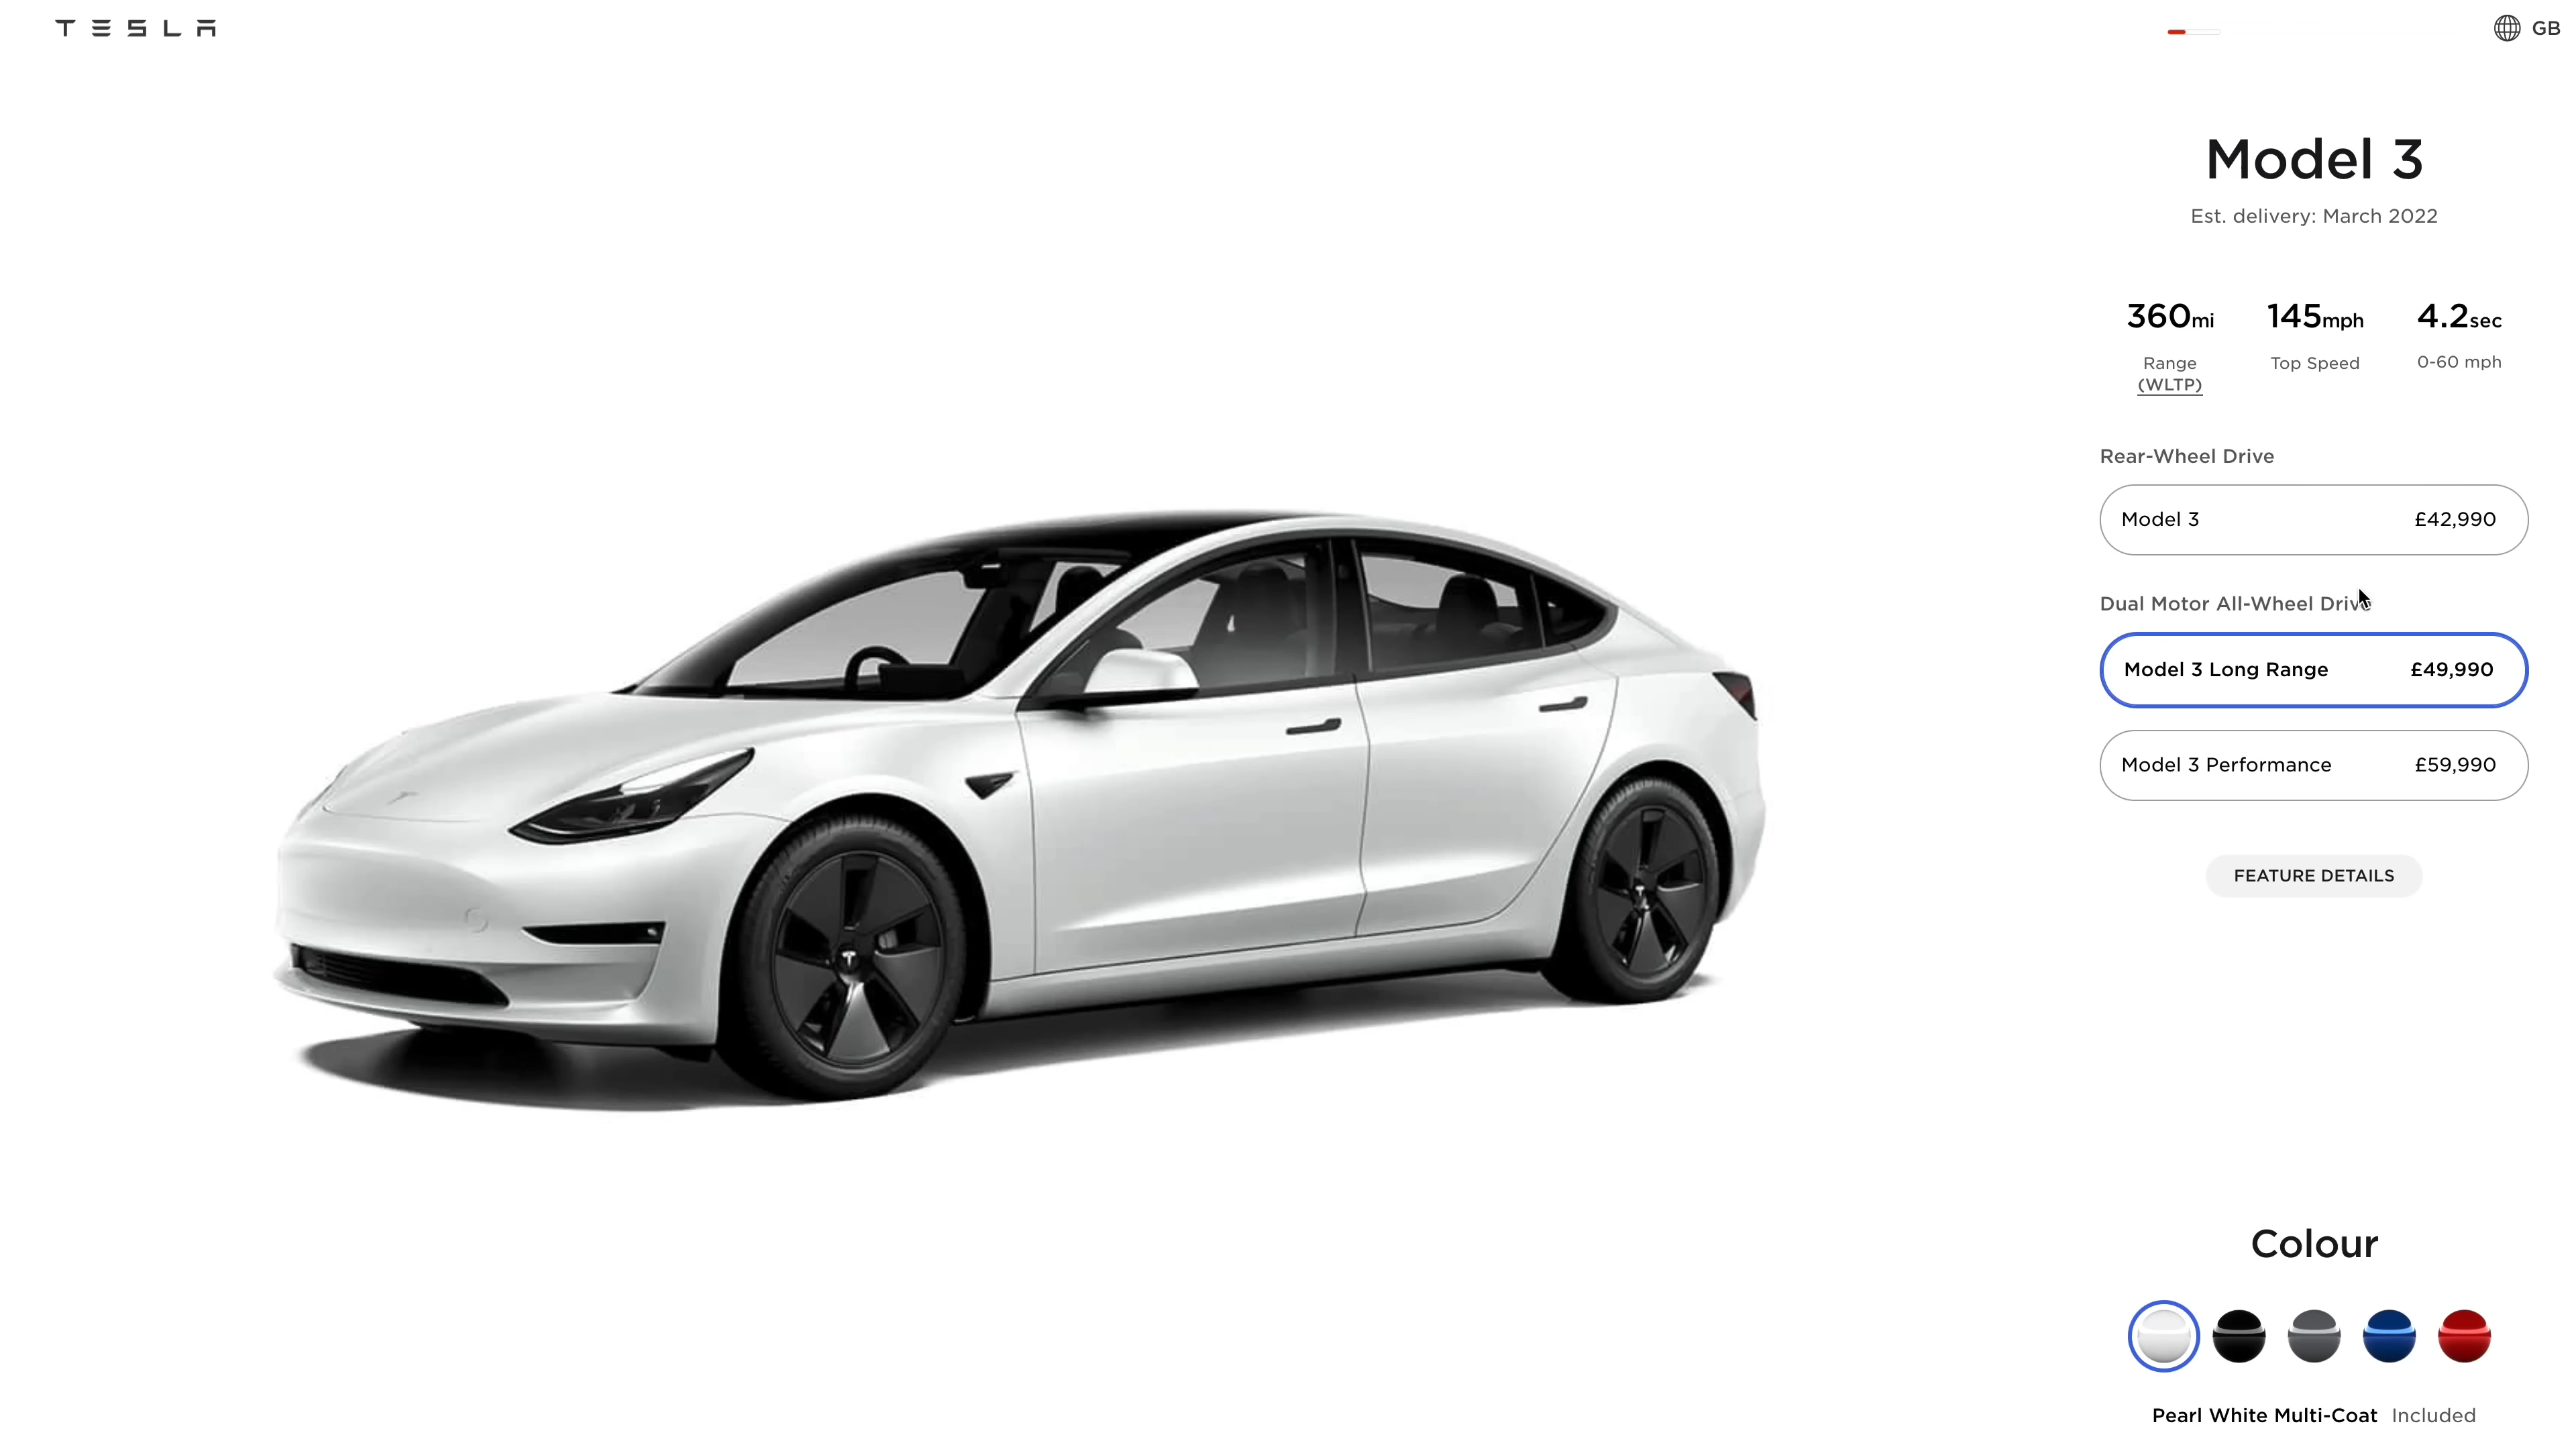 TESLA
GB
Model 3
Est. delivery: March 2022
360mi 145mph 4.2sec
Range Top Speed 0-60 mph
(WLTP)
Rear-Wheel Drive
Model 3 £42,990
Dual Motor All-Wheel Drive
Model 3 Long Range £49,990
Model 3 Performance £59,990
FEATURE DETAILS
Colour
Pearl White Multi-Coat Included